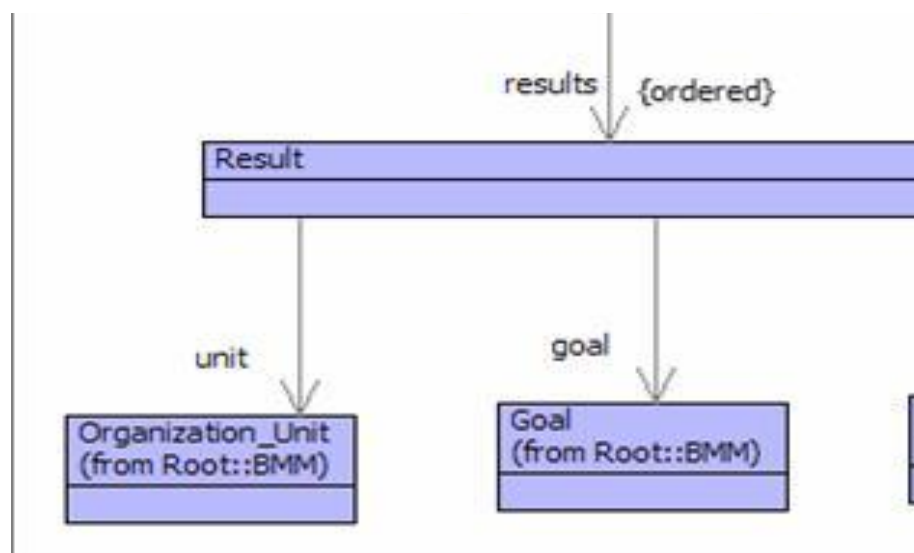 results {ordered}
Result
unit
goal
Organization_Unit
(from Root::BMM)
Goal
(from Root::BMM)